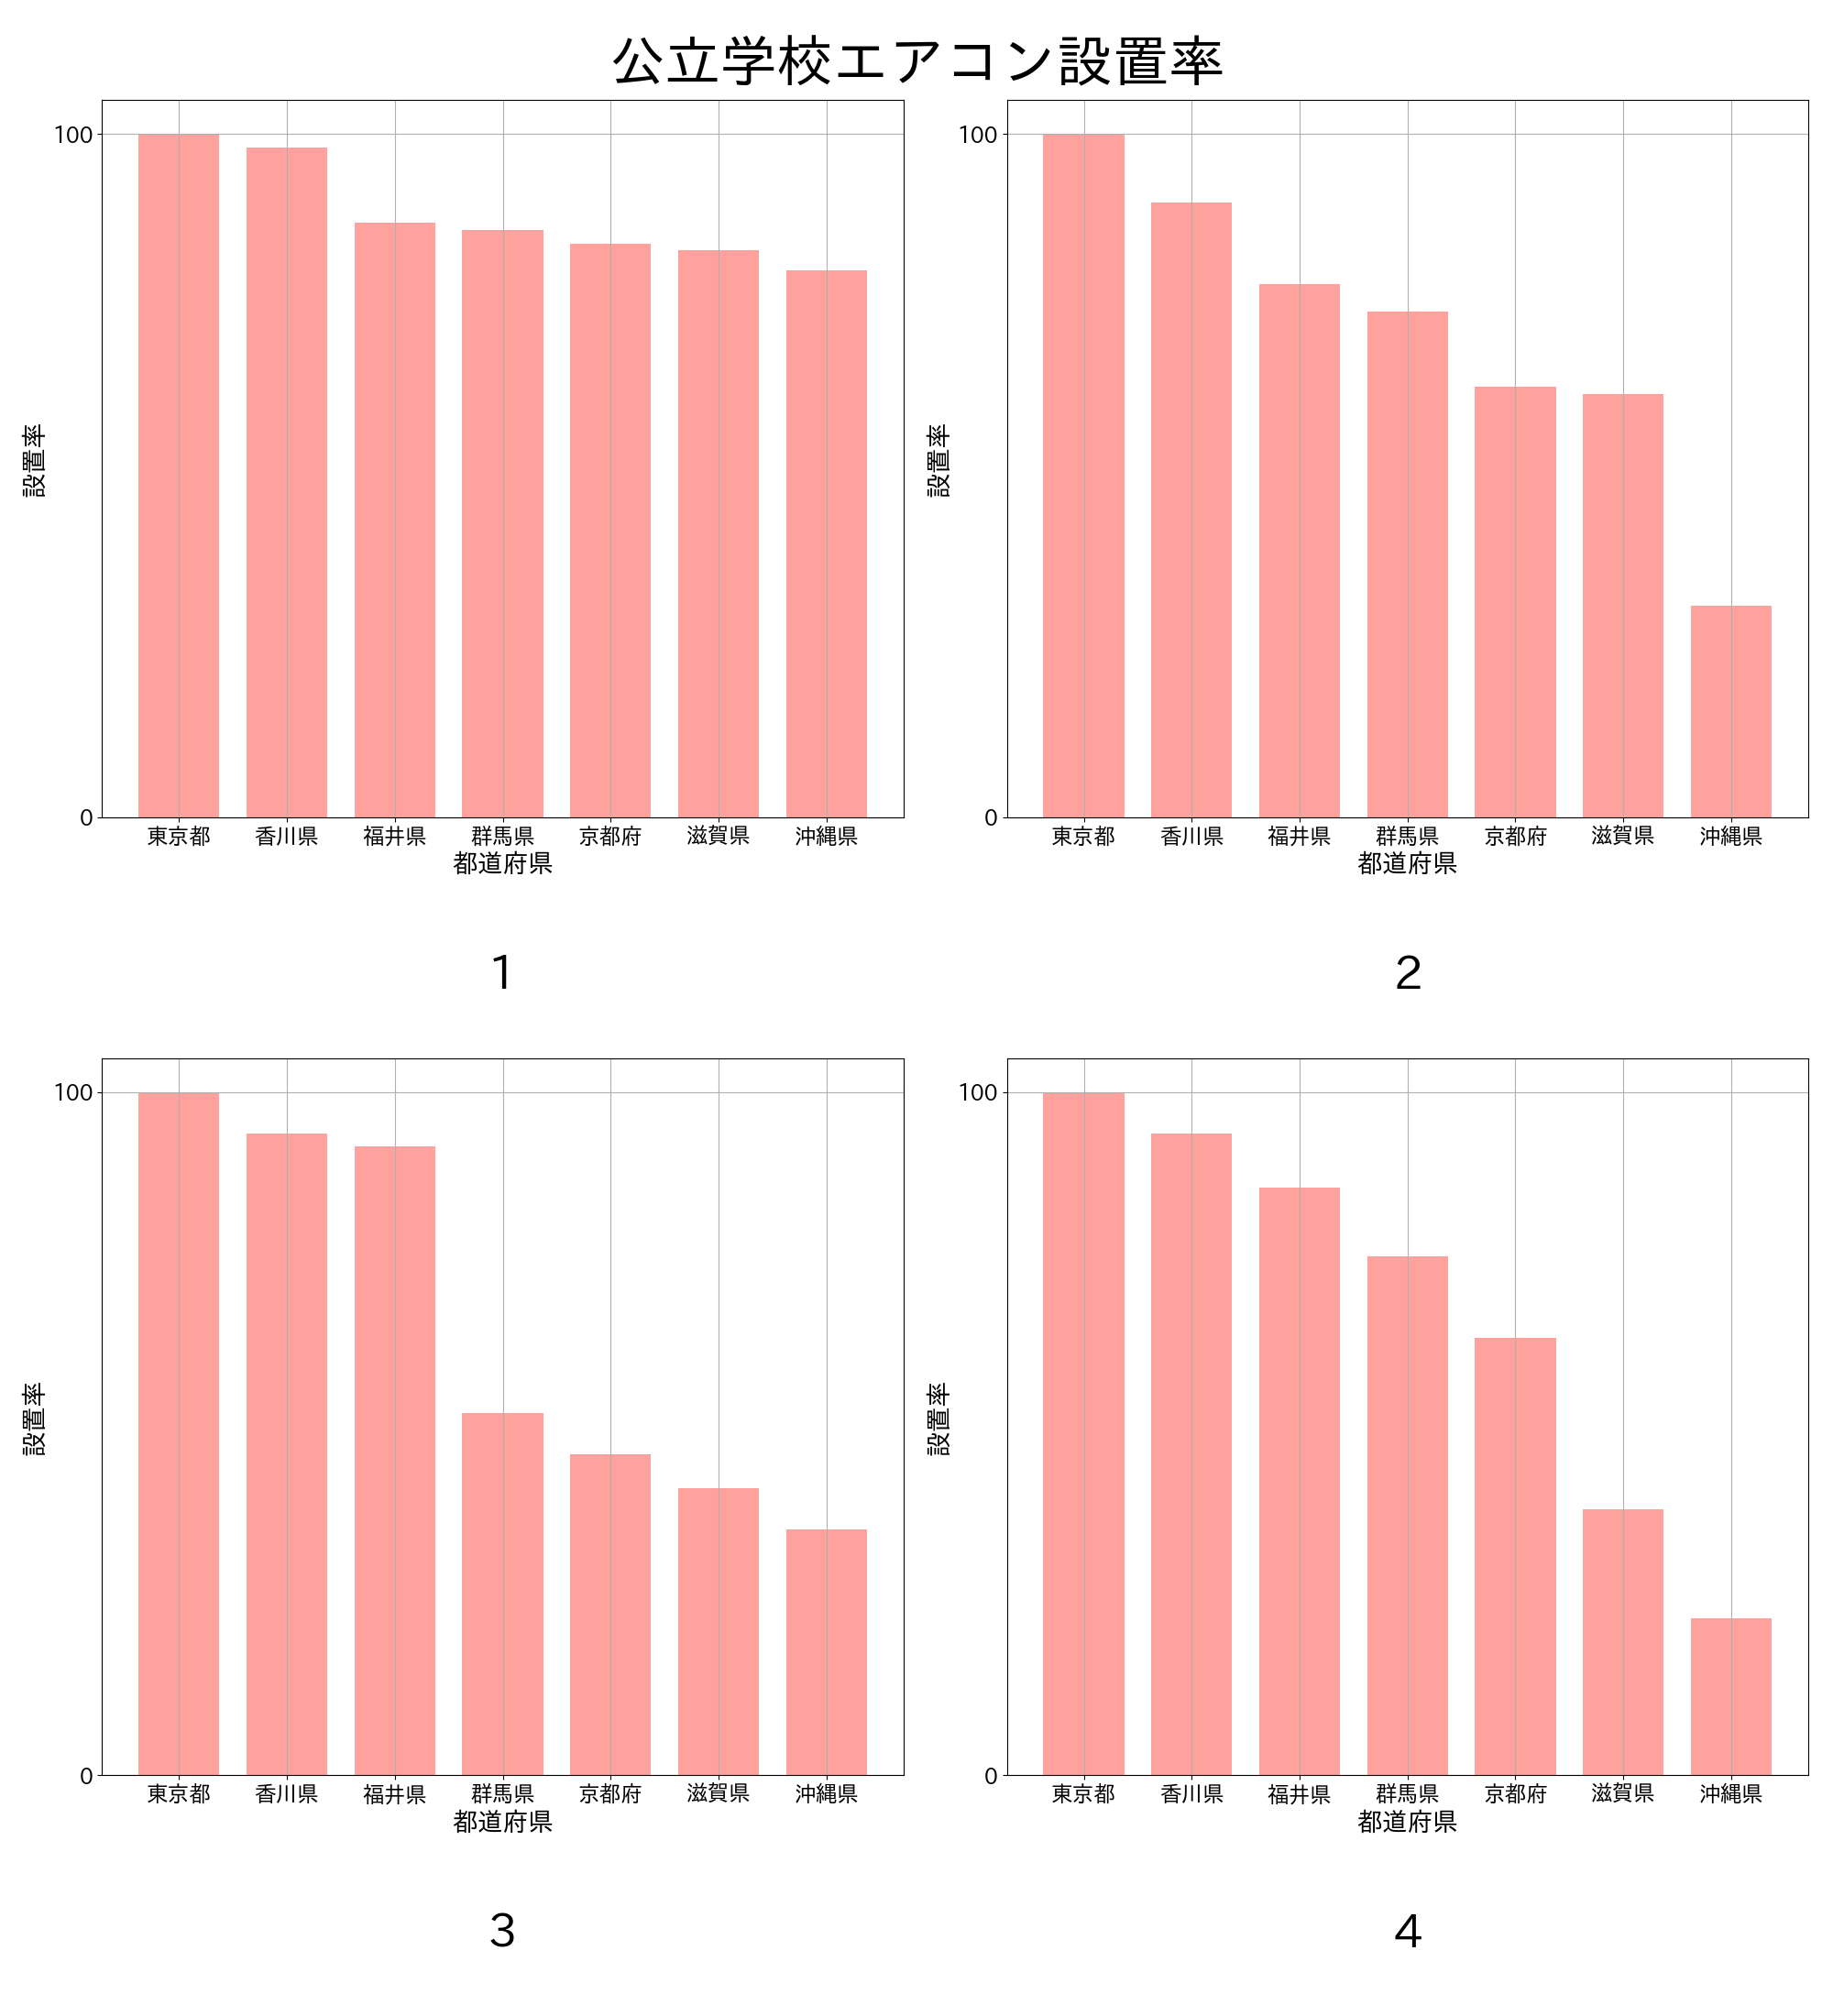 公立学校エアコン設置率
100
0
設置率
東京都 香川県 福井県 群馬県 京都府 滋賀県 沖縄県
都道府県
1
100
0
設置率
東京都 香川県 福井県 群馬県 京都府 滋賀県 沖縄県
都道府県
2
100
0
設置率
東京都 香川県 福井県 群馬県 京都府 滋賀県 沖縄県
都道府県
3
100
0
設置率
東京都 香川県 福井県 群馬県 京都府 滋賀県 沖縄県
都道府県
4